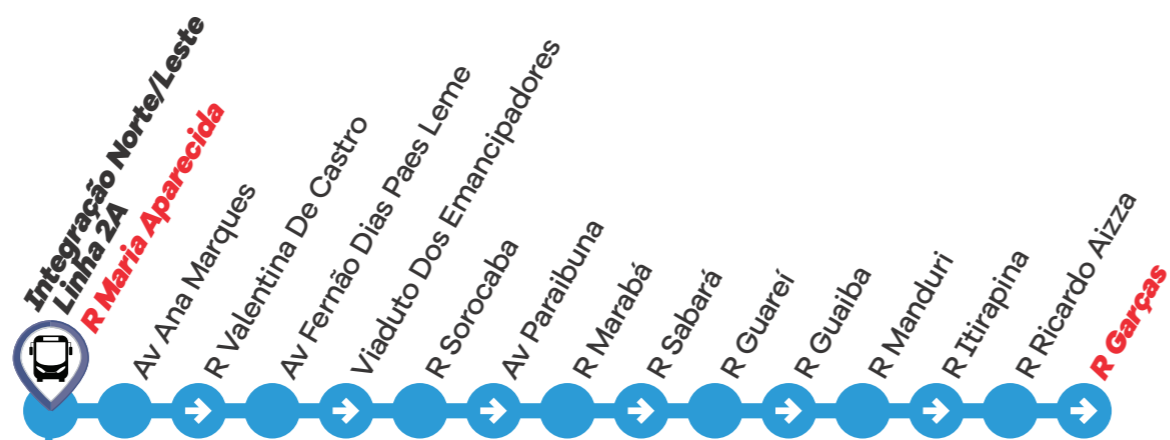 Integração Norte/Leste
Linha 2A
R Maria Aparecida
Av Ana Marques
R Valentina De Castro
Av Fernão Dias Paes Leme
Viaduto Dos Emancipadores
R Sorocaba
Av Paraibuna
R Marabá
R Sabará
R Guareí
R Guaiba
R Manduri
R Itirapina
R Ricardo Aizza
R Garças